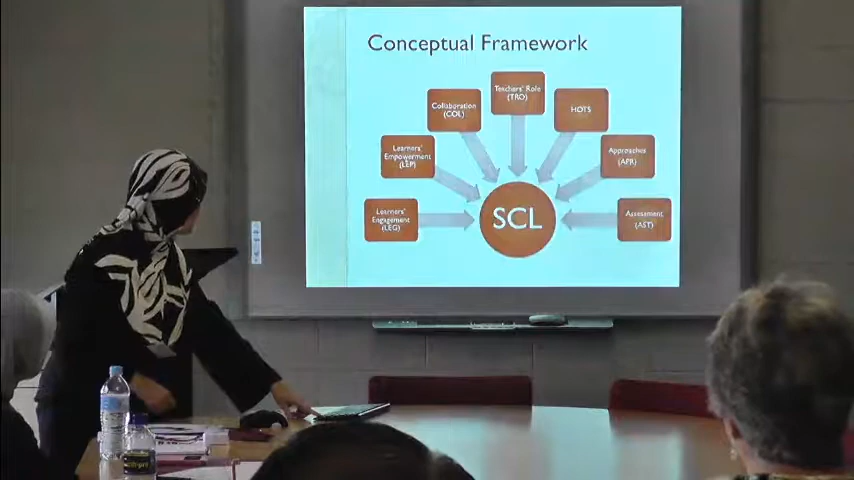 Conceptual Framework
Teachers' Role
(TRO)
Collaboration
(COL)
HOTS
Learners'
Empowerment
(LEP)
Approaches
(APR)
Learners'
Engagement
(LEG)
SCL
Assessment
(AST)